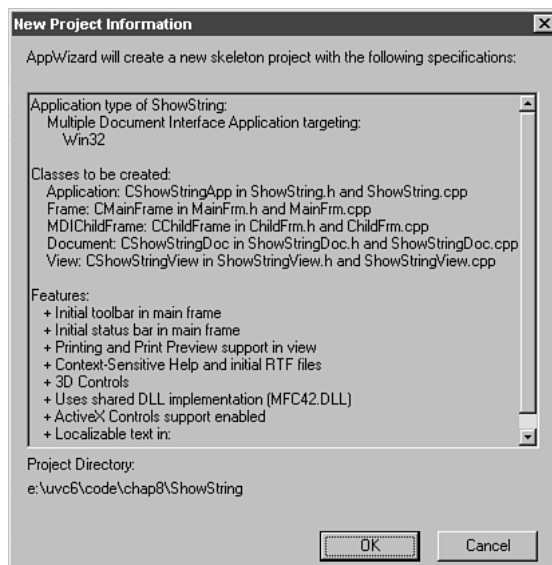 New Project Information
AppWizard will create a new skeleton project with the following specifications:
Application type of ShowString:
Multiple Document Interface Application targeting:
Win32
Classes to be created:
Application: CShowStringApp in ShowString.h and ShowString.cpp
Frame: CMainFrame in MainFrm.h and MainFrm.cpp
MDIChildFrame: CChildFrame in ChildFrm.h and ChildFrm.cpp
Document: CShowStringDoc in ShowStringDoc.h and ShowStringDoc.cpp
View: CShowStringView in ShowStringView.h and ShowStringView.cpp
Features:
+ Initial toolbar in main frame
+ Initial status bar in main frame
+ Printing and Print Preview support in view
+ Context-Sensitive Help and initial RTF files
+ 3D Controls
+ Uses shared DLL implementation (MFC42.DLL)
+ ActiveX Controls support enabled
+ Localizable text in:
Project Directory:
e:\uvc6\code\chap8\ShowString
OK Cancel